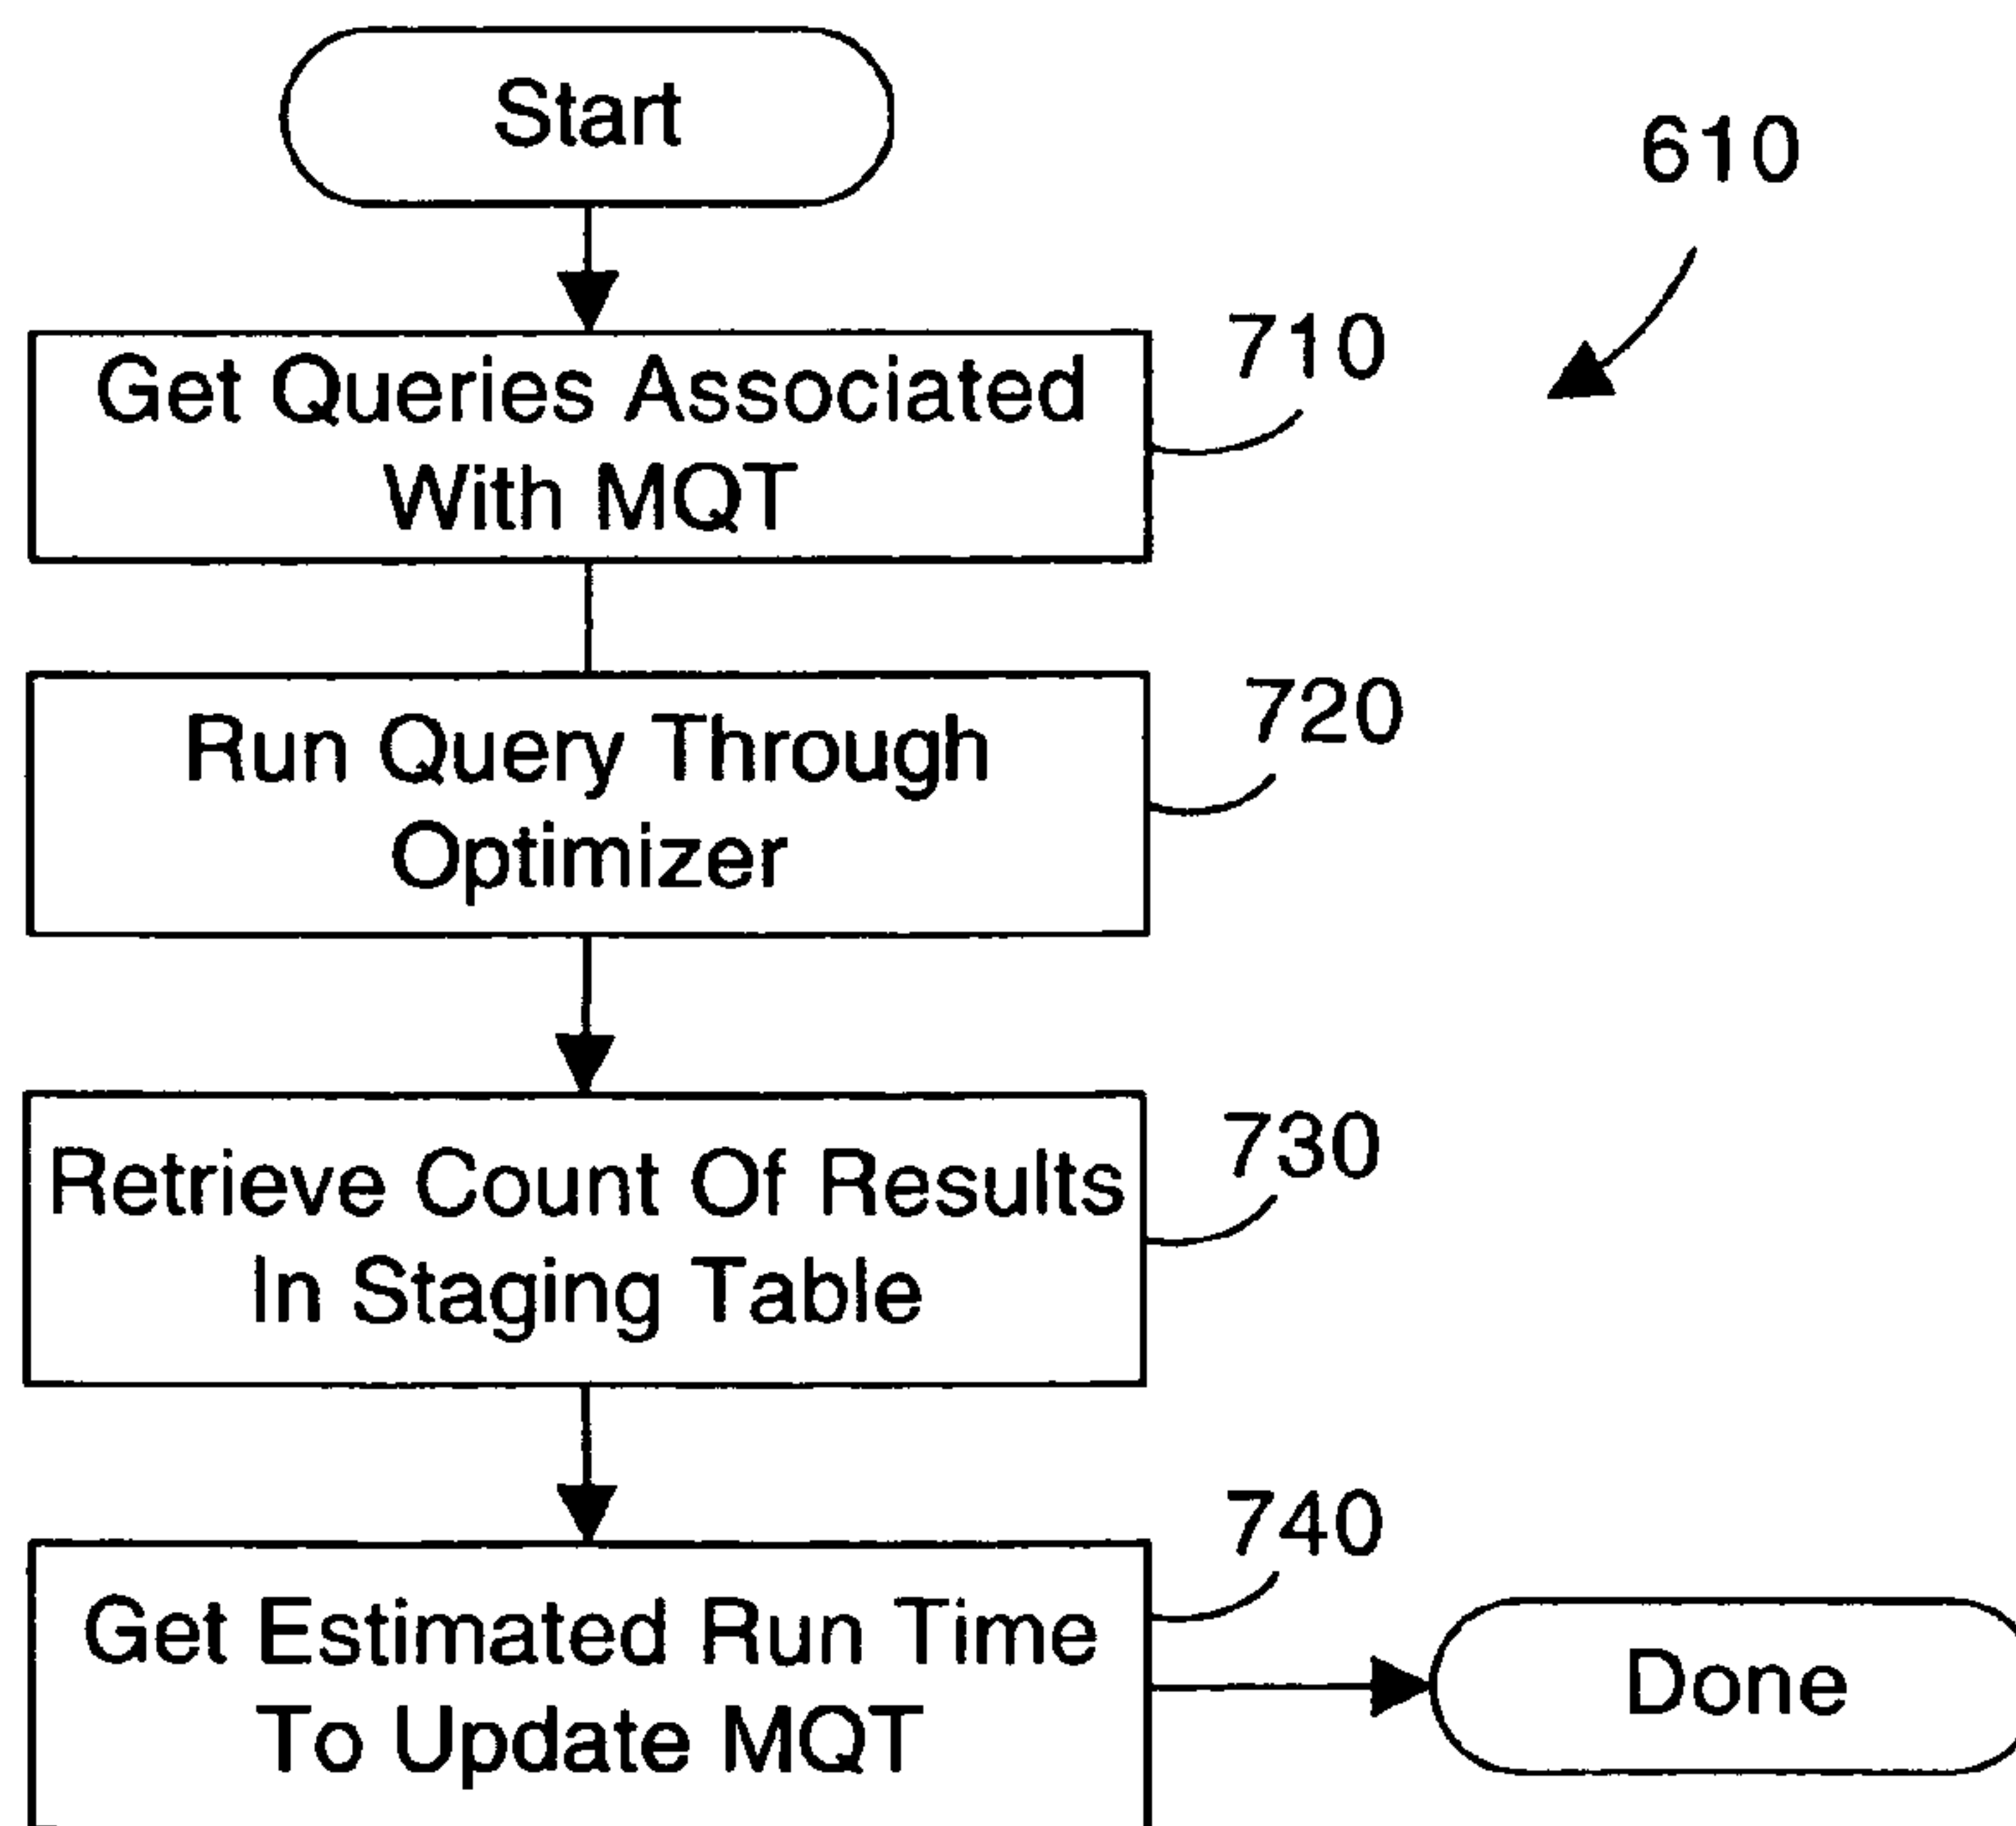 Start
610
Get Queries Associated
With MQT
710
Run Query Through
Optimizer
720
Retrieve Count Of Results
In Staging Table
730
Get Estimated Run Time
To Update MQT
740
Done